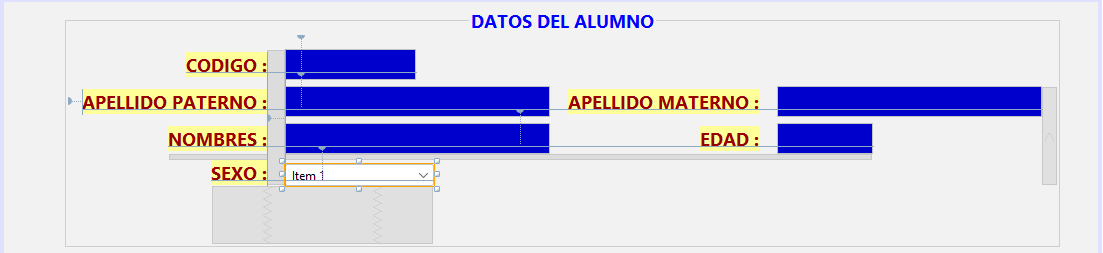 DATOS DEL ALUMNO
CODIGO :
APELLIDO PATERNO : APELLIDO MATERNO :
NOMBRES : EDAD :
SEXO : Item 1